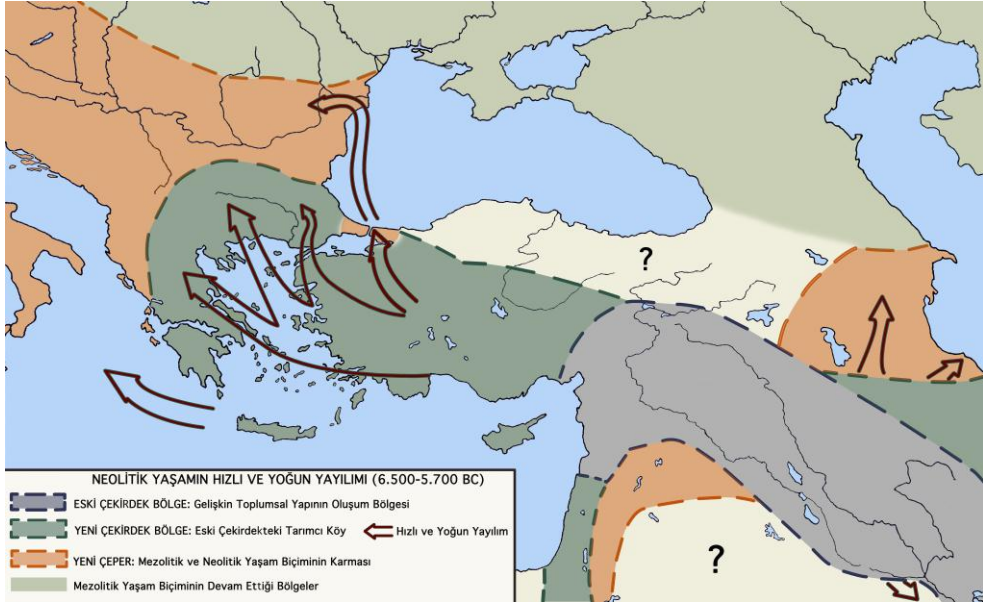 ?
?
NEOLİTİK YAŞAMIN HIZLI VE YOĞUN YAYILIMI (6.500-5.700 BC)
ESKİ ÇEKİRDEK BÖLGE: Gelişkin Toplumsal Yapının Oluşum Bölgesi
YENİ ÇEKİRDEK BÖLGE: Eski Çekirdekteki Tarımcı Köy
Hızlı ve Yoğun Yayılım
YENİ ÇEPER: Mezolitik ve Neolitik Yaşam Biçiminin Karması
Mezolitik Yaşam Biçiminin Devam Ettiği Bölgeler